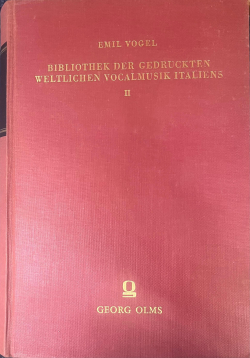 EMIL VOGEL
BIBLIOTHEK DER GEDRUCKTEN
WELTLICHEN VOCALMUSIK ITALIENS
II
GEORG OLMS